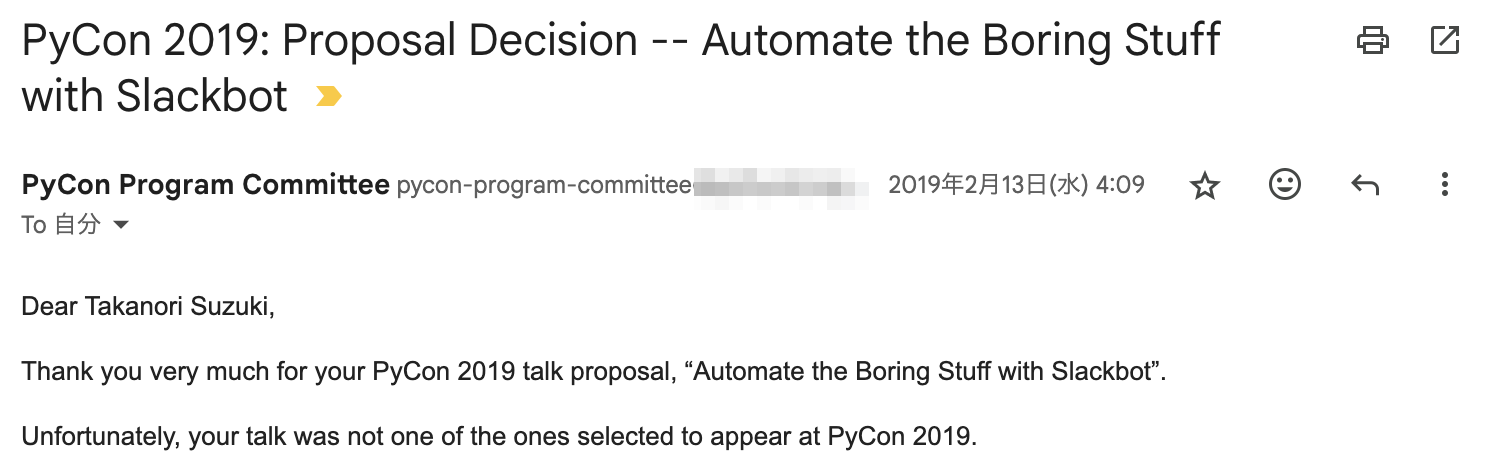 PyCon 2019: Proposal Decision -- Automate the Boring Stuff
with Slackbot
PyCon Program Committee pycon-program-committee 2019年2月13日(水) 4:09
To 自分
Dear Takanori Suzuki,
Thank you very much for your PyCon 2019 talk proposal, “Automate the Boring Stuff with Slackbot”.
Unfortunately, your talk was not one of the ones selected to appear at PyCon 2019.